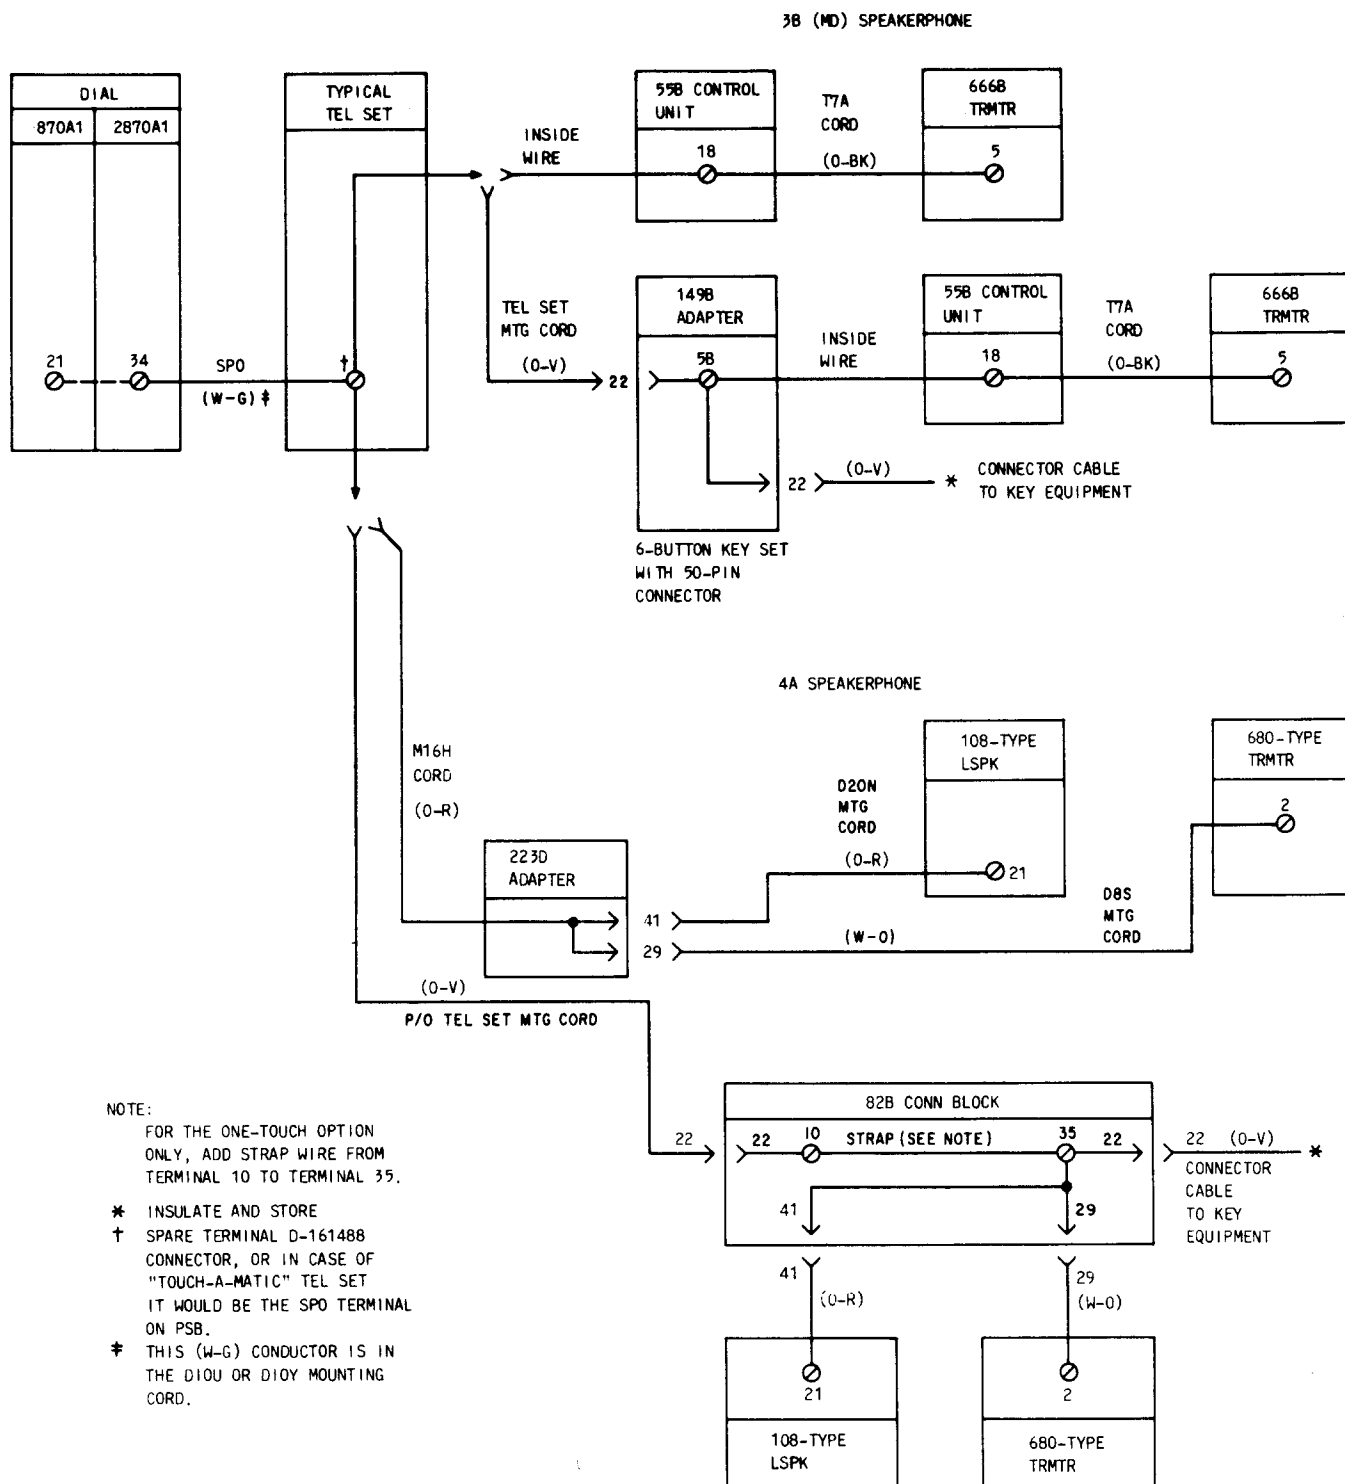 3B (MD) SPEAKERPHONE
DIAL
870A1
2870A1
21
34
SPO
(W-G) ‡
TYPICAL
TEL SET
†
INSIDE
WIRE
55B CONTROL
UNIT
18
T7A
CORD
(O-BK)
666B
TRMTR
5
TEL SET
MTG CORD
(O-V)
22
149B
ADAPTER
5B
INSIDE
WIRE
55B CONTROL
UNIT
18
T7A
CORD
(O-BK)
666B
TRMTR
5
22
(O-V)
* CONNECTOR CABLE
TO KEY EQUIPMENT
6-BUTTON KEY SET
WITH 50-PIN
CONNECTOR
4A SPEAKERPHONE
M16H
CORD
(O-R)
223D
ADAPTER
41
29
D20N
MTG
CORD
(O-R)
108-TYPE
LSPK
21
(W-O)
D8S
MTG
CORD
680-TYPE
TRMTR
2
(O-V)
P/O TEL SET MTG CORD
82B CONN BLOCK
22
22
10
STRAP (SEE NOTE)
35
22
22 (O-V)
*
CONNECTOR
CABLE
TO KEY
EQUIPMENT
41
29
41
(O-R)
29
(W-O)
21
108-TYPE
LSPK
2
680-TYPE
TRMTR
NOTE:
FOR THE ONE-TOUCH OPTION
ONLY, ADD STRAP WIRE FROM
TERMINAL 10 TO TERMINAL 35.
* INSULATE AND STORE
† SPARE TERMINAL D-161488
CONNECTOR, OR IN CASE OF
"TOUCH-A-MATIC" TEL SET
IT WOULD BE THE SPO TERMINAL
ON PSB.
‡ THIS (W-G) CONDUCTOR IS IN
THE DIOU OR DIOY MOUNTING
CORD.